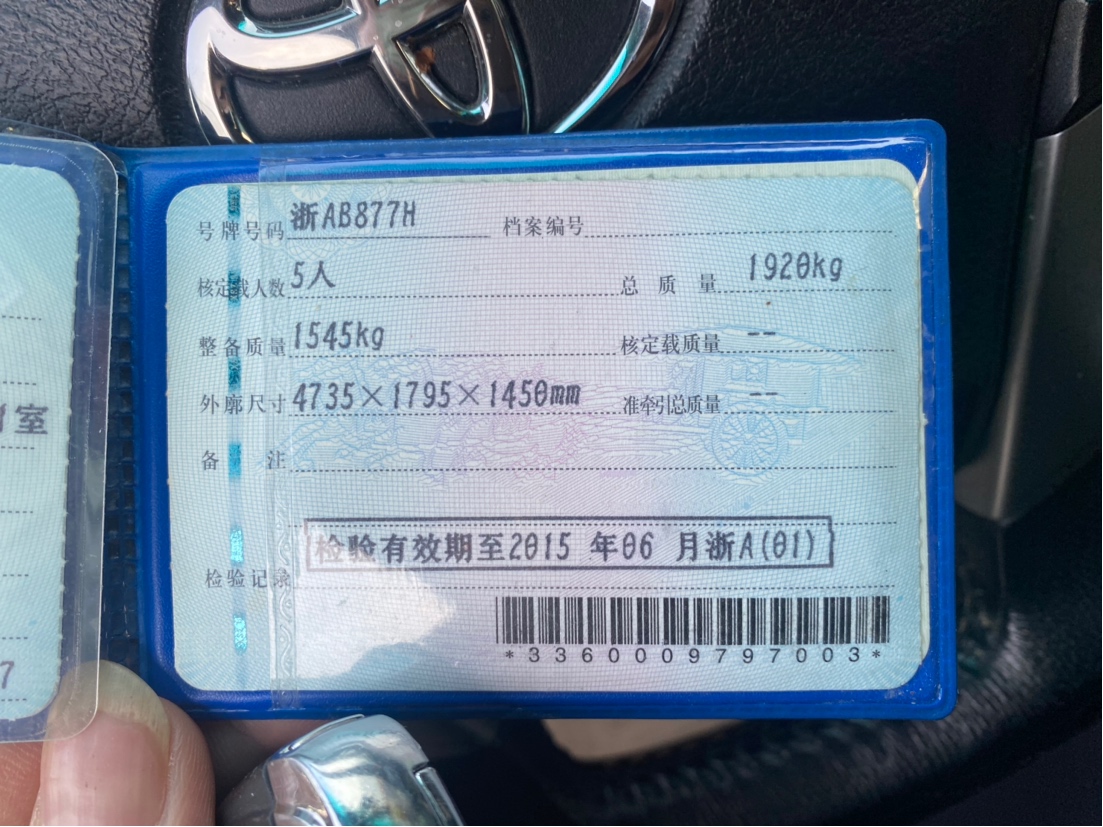 号牌号码 浙AB877H 档案编号
核定载人数 5人 总质量 1920kg
整备质量 1545kg 核定载质量 --
外廓尺寸 4735×1795×1450mm 准牵引总质量 --
备注
检验有效期至2015 年06 月浙A(01)
检验记录
*3360009797003*
室
7